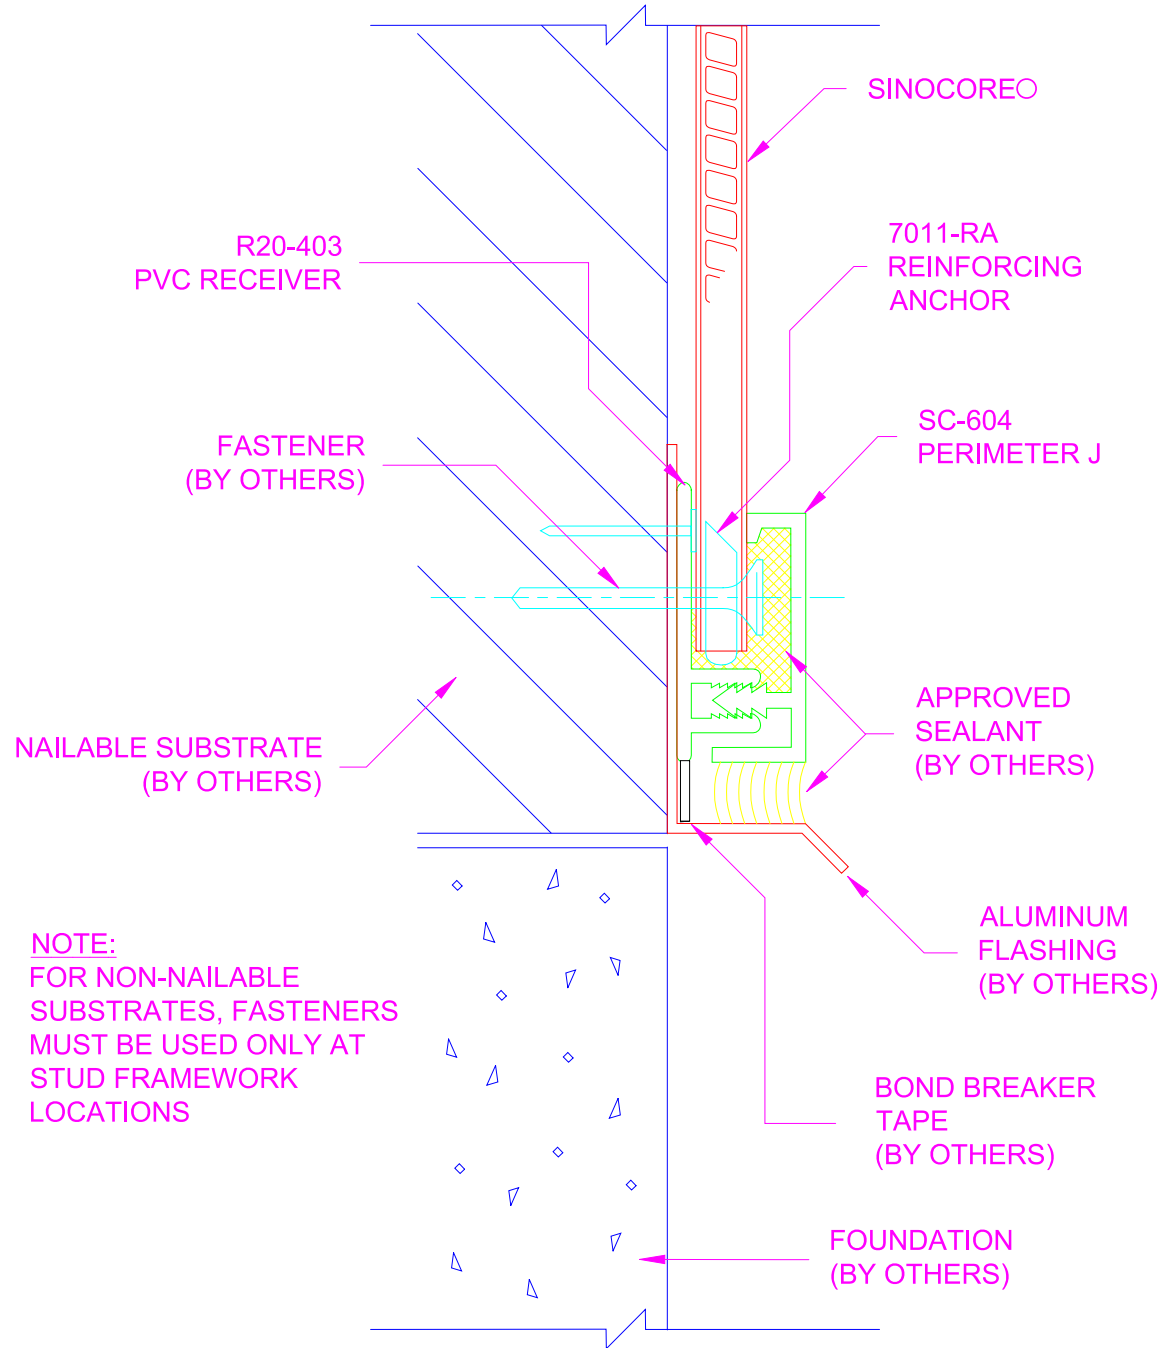 SINOCORE○
R20-403
PVC RECEIVER
7011-RA
REINFORCING
ANCHOR
FASTENER
(BY OTHERS)
SC-604
PERIMETER J
NAILABLE SUBSTRATE
(BY OTHERS)
APPROVED
SEALANT
(BY OTHERS)
NOTE:
FOR NON-NAILABLE
SUBSTRATES, FASTENERS
MUST BE USED ONLY AT
STUD FRAMEWORK
LOCATIONS
ALUMINUM
FLASHING
(BY OTHERS)
BOND BREAKER
TAPE
(BY OTHERS)
FOUNDATION
(BY OTHERS)